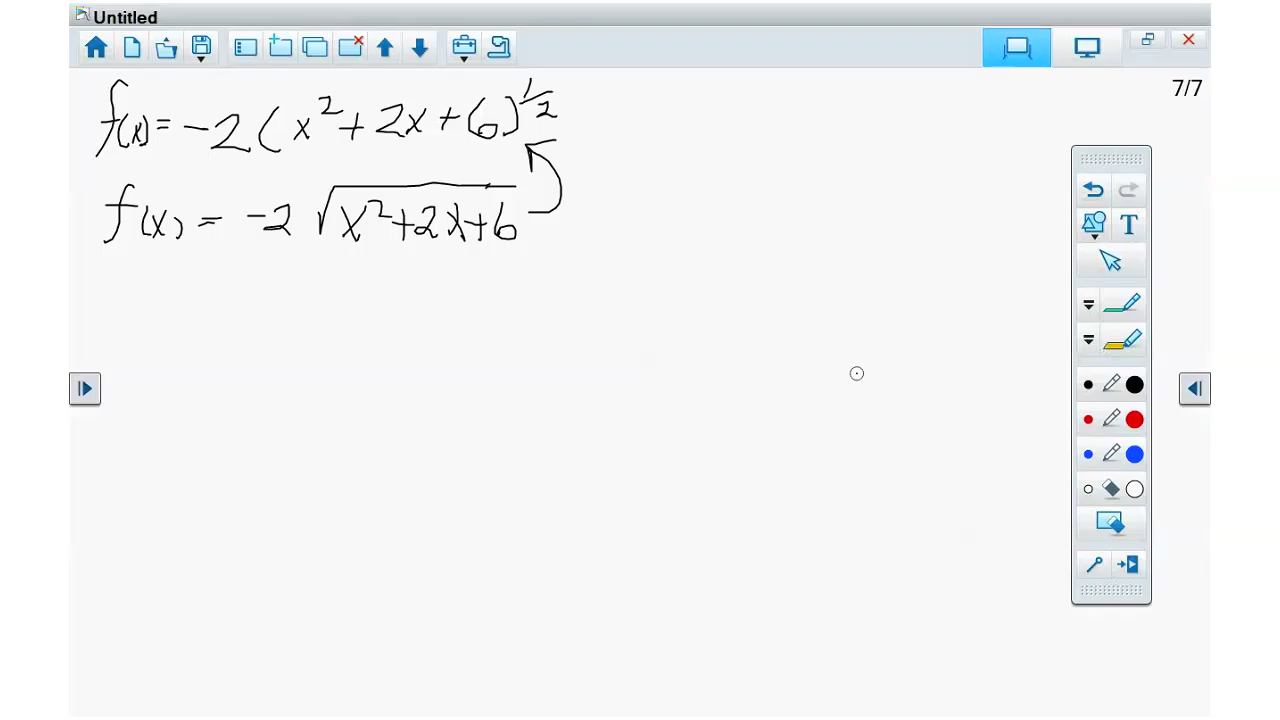 Untitled
7/7
f(x) = -2(x² + 2x + 6)^½
f(x) = -2 √x²+2x+6
T